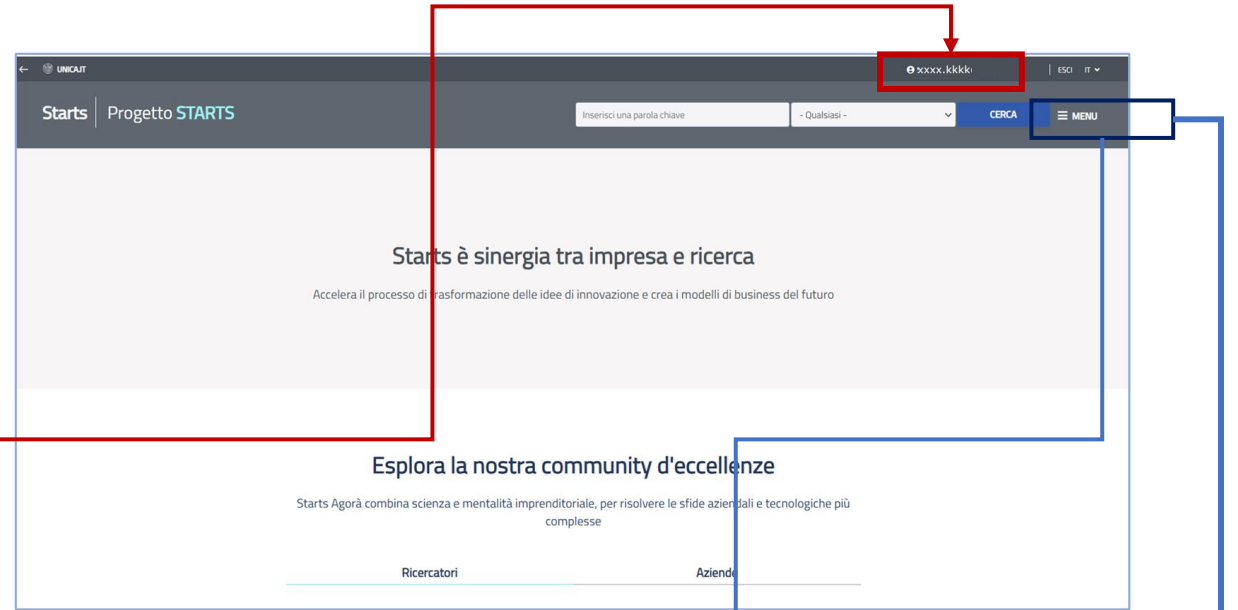 ← UNICA.IT xxxx.kkkk ESCI IT
Starts Progetto STARTS Inserisci una parola chiave - Qualsiasi - CERCA MENU
Starts è sinergia tra impresa e ricerca
Accelera il processo di trasformazione delle idee di innovazione e crea i modelli di business del futuro
Esplora la nostra community d'eccellenze
Starts Agorà combina scienza e mentalità imprenditoriale, per risolvere le sfide aziendali e tecnologiche più
complesse
Ricercatori Aziende